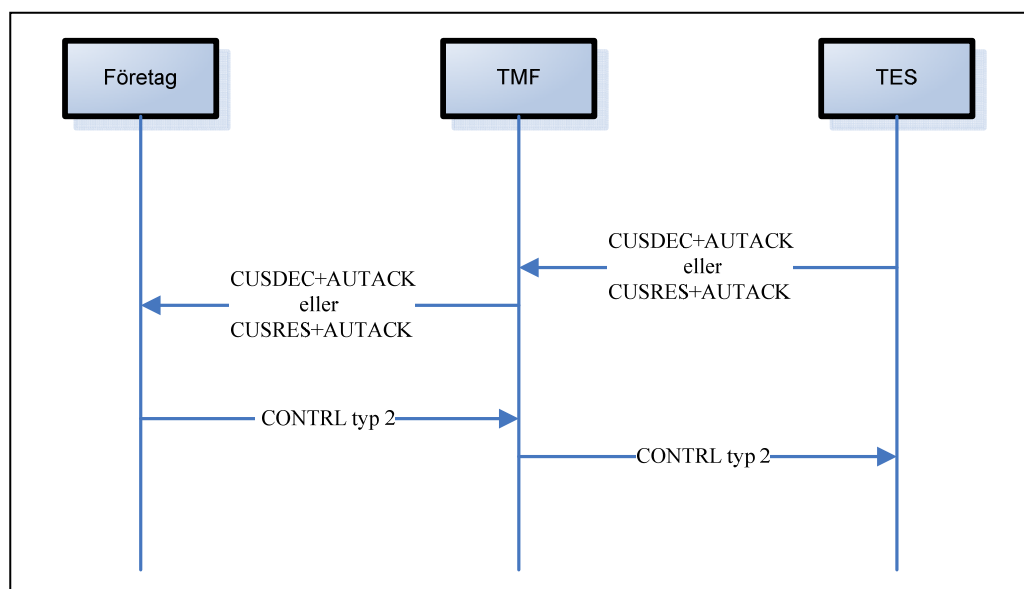 Företag
TMF
TES
CUSDEC+AUTACK
eller
CUSRES+AUTACK
CUSDEC+AUTACK
eller
CUSRES+AUTACK
CONTRL typ 2
CONTRL typ 2